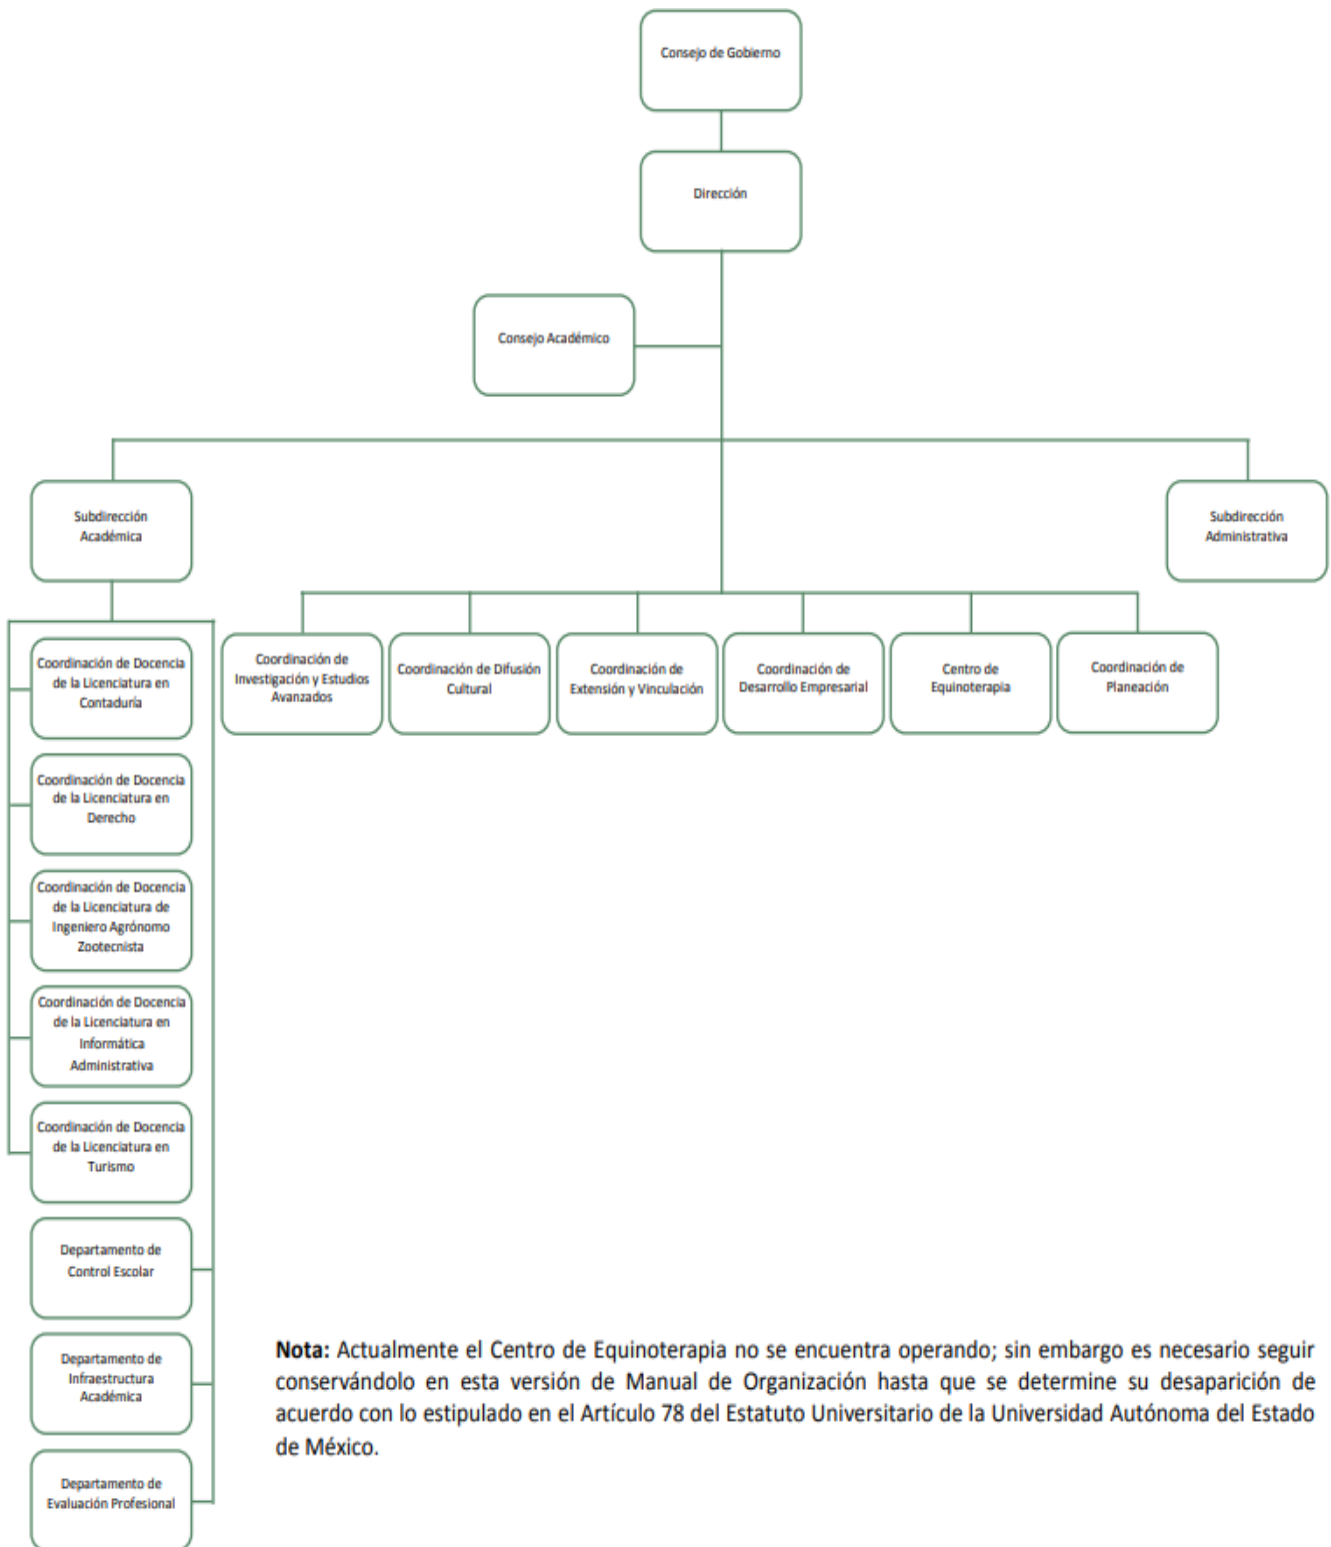 Consejo de Gobierno
Dirección
Consejo Académico
Subdirección
Académica
Subdirección
Administrativa
Coordinación de
Investigación y Estudios
Avanzados
Coordinación de Difusión
Cultural
Coordinación de
Extensión y Vinculación
Coordinación de
Desarrollo Empresarial
Centro de
Equinoterapia
Coordinación de
Planeación
Coordinación de Docencia
de la Licenciatura en
Contaduría
Coordinación de Docencia
de la Licenciatura en
Derecho
Coordinación de Docencia
de la Licenciatura de
Ingeniero Agrónomo
Zootecnista
Coordinación de Docencia
de la Licenciatura en
Informática
Administrativa
Coordinación de Docencia
de la Licenciatura en
Turismo
Departamento de
Control Escolar
Departamento de
Infraestructura
Académica
Departamento de
Evaluación Profesional
Nota: Actualmente el Centro de Equinoterapia no se encuentra operando; sin embargo es necesario seguir
conservándolo en esta versión de Manual de Organización hasta que se determine su desaparición de
acuerdo con lo estipulado en el Artículo 78 del Estatuto Universitario de la Universidad Autónoma del Estado
de México.